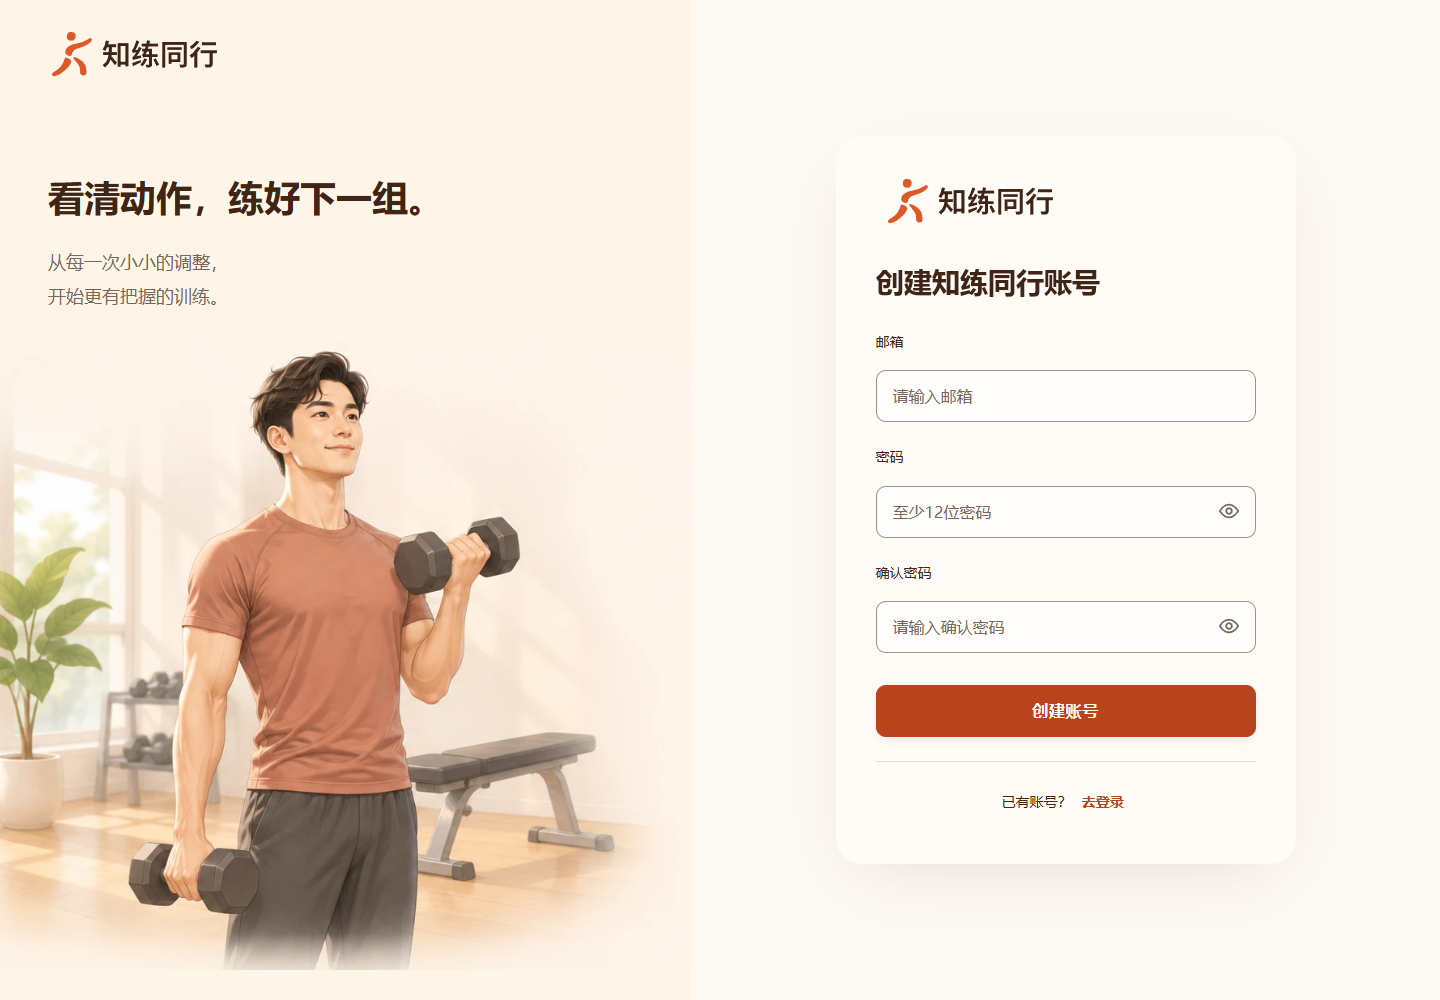 知练同行
看清动作，练好下一组。
从每一次小小的调整，
开始更有把握的训练。
知练同行
创建知练同行账号
邮箱
请输入邮箱
密码
至少12位密码
确认密码
请输入确认密码
创建账号
已有账号？ 去登录